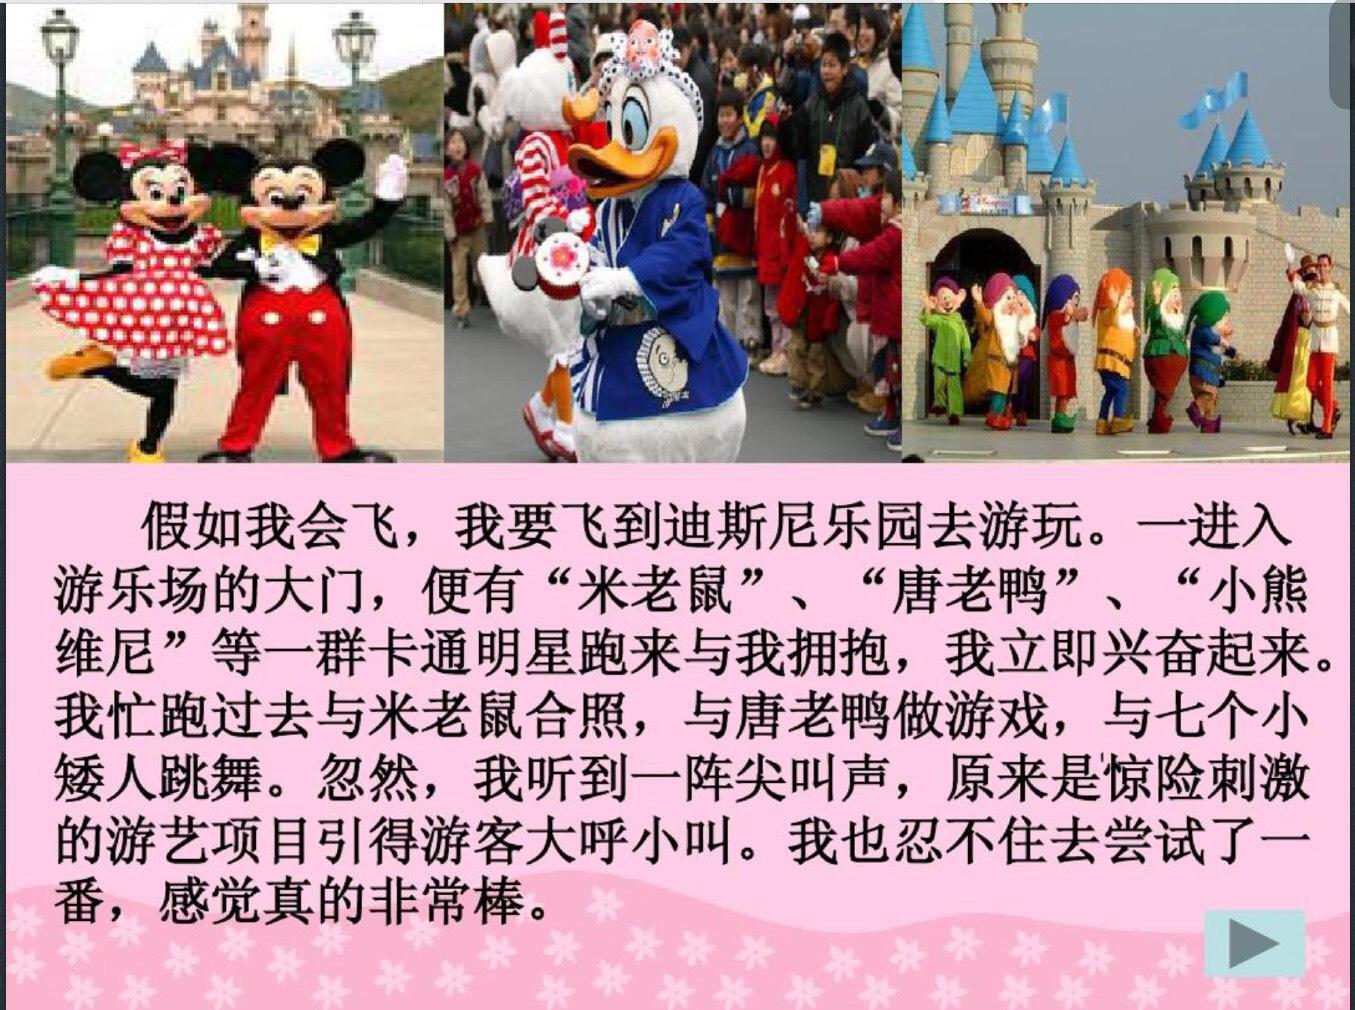 假如我会飞，我要飞到迪斯尼乐园去游玩。一进入
游乐场的大门，便有“米老鼠”、“唐老鸭”、“小熊
维尼”等一群卡通明星跑来与我拥抱，我立即兴奋起来。
我忙跑过去与米老鼠合照，与唐老鸭做游戏，与七个小
矮人跳舞。忽然，我听到一阵尖叫声，原来是惊险刺激
的游艺项目引得游客大呼小叫。我也忍不住去尝试了一
番，感觉真的非常棒。